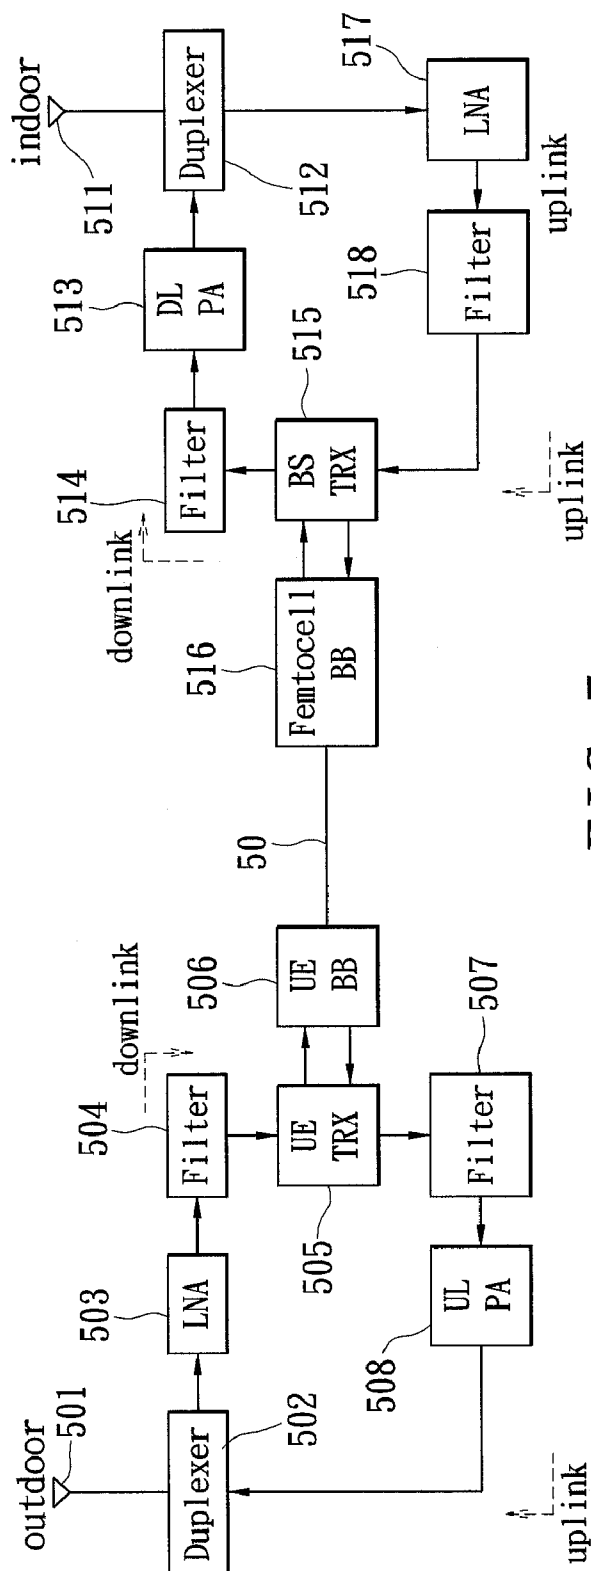 outdoor
501
Duplexer
502
503
LNA
504
Filter
downlink
505
UE
TRX
506
UE
BB
507
Filter
508
UL
PA
uplink
50
516
Femtocell
BB
515
BS
TRX
downlink
514
Filter
513
DL
PA
indoor
511
Duplexer
512
517
LNA
uplink
518
Filter
uplink